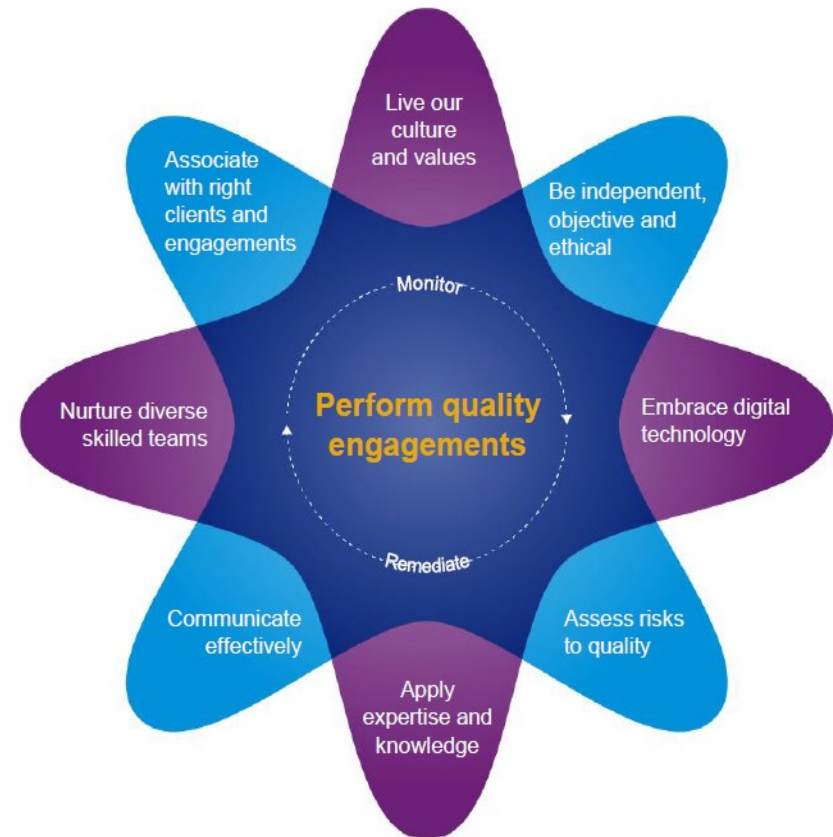 Live our
culture
and values
Be independent,
objective and
ethical
Embrace digital
technology
Assess risks
to quality
Apply
expertise and
knowledge
Communicate
effectively
Nurture diverse
skilled teams
Associate
with right
clients and
engagements
Monitor
Perform quality
engagements
Remediate